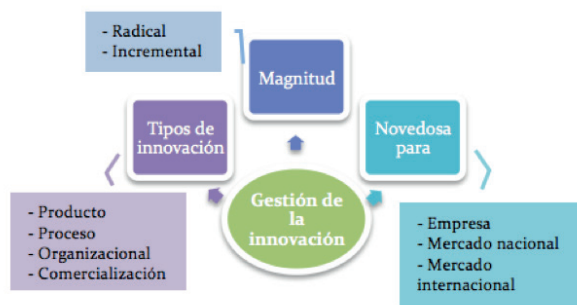 - Radical
- Incremental
Magnitud
Tipos de
innovación
Novedosa
para
Gestión de
la
innovación
- Producto
- Proceso
- Organizacional
- Comercialización
- Empresa
- Mercado nacional
- Mercado
internacional